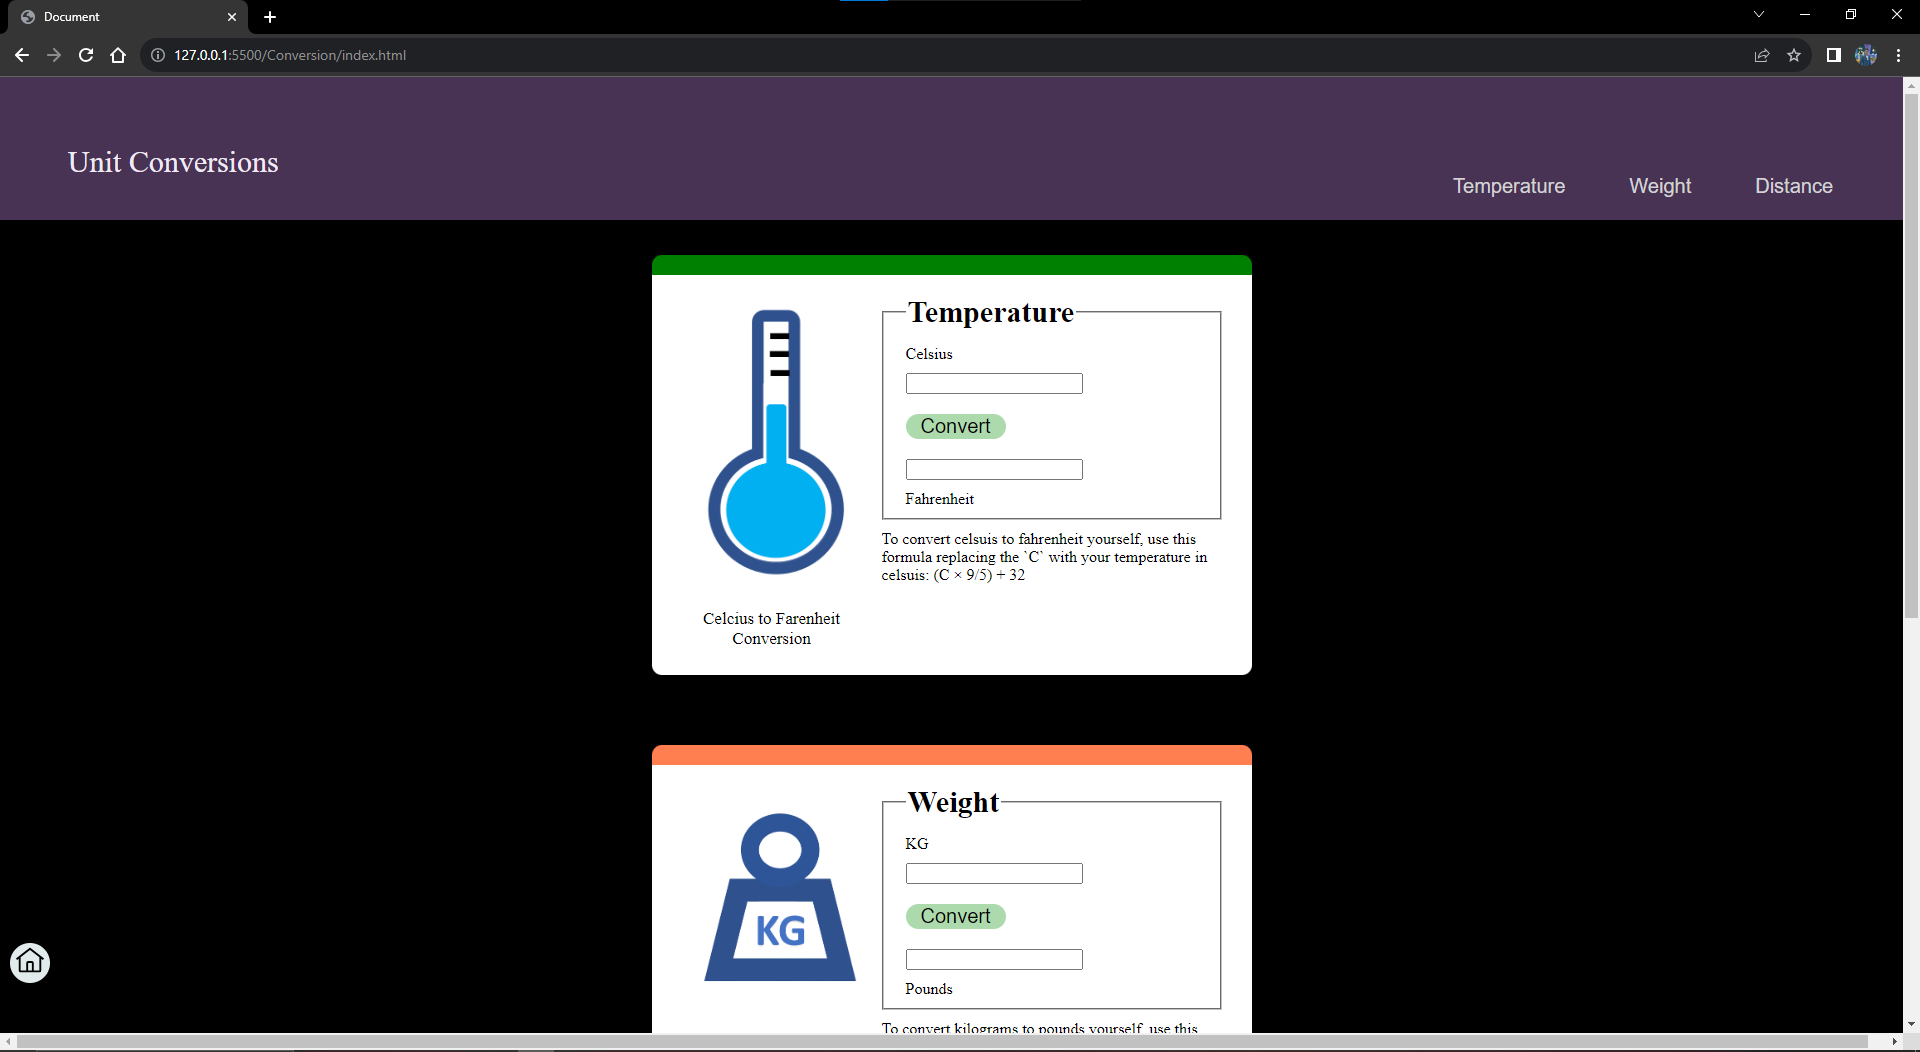 Document
127.0.0.1:5500/Conversion/index.html
Unit Conversions
Temperature Weight Distance
Temperature
Celsius
Convert
Fahrenheit
To convert celsuis to fahrenheit yourself, use this
formula replacing the `C` with your temperature in
celsuis: (C × 9/5) + 32
Celcius to Farenheit
Conversion
Weight
KG
Convert
KG
Pounds
To convert kilograms to pounds yourself, use this